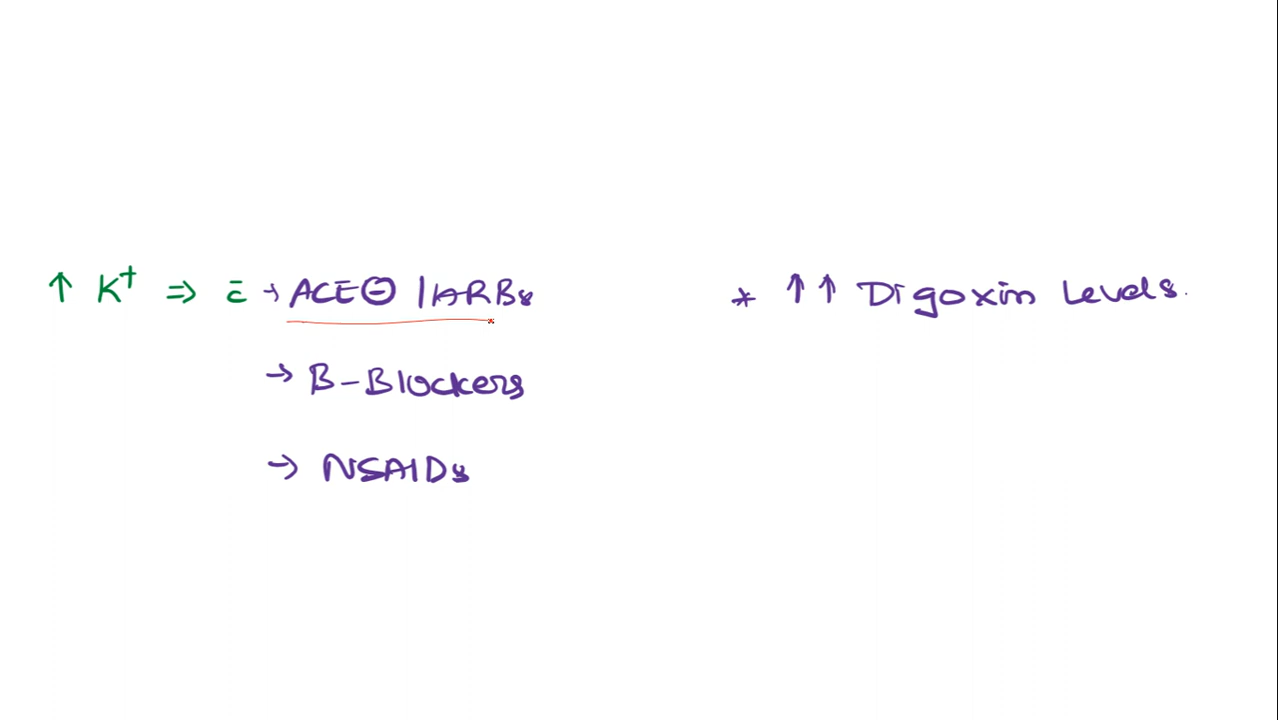 ↑ K⁺ ⇒ c̄ → ACE⊖ | ARBs
→ B-Blockers
→ NSAIDs
* ↑↑ Digoxin Levels.